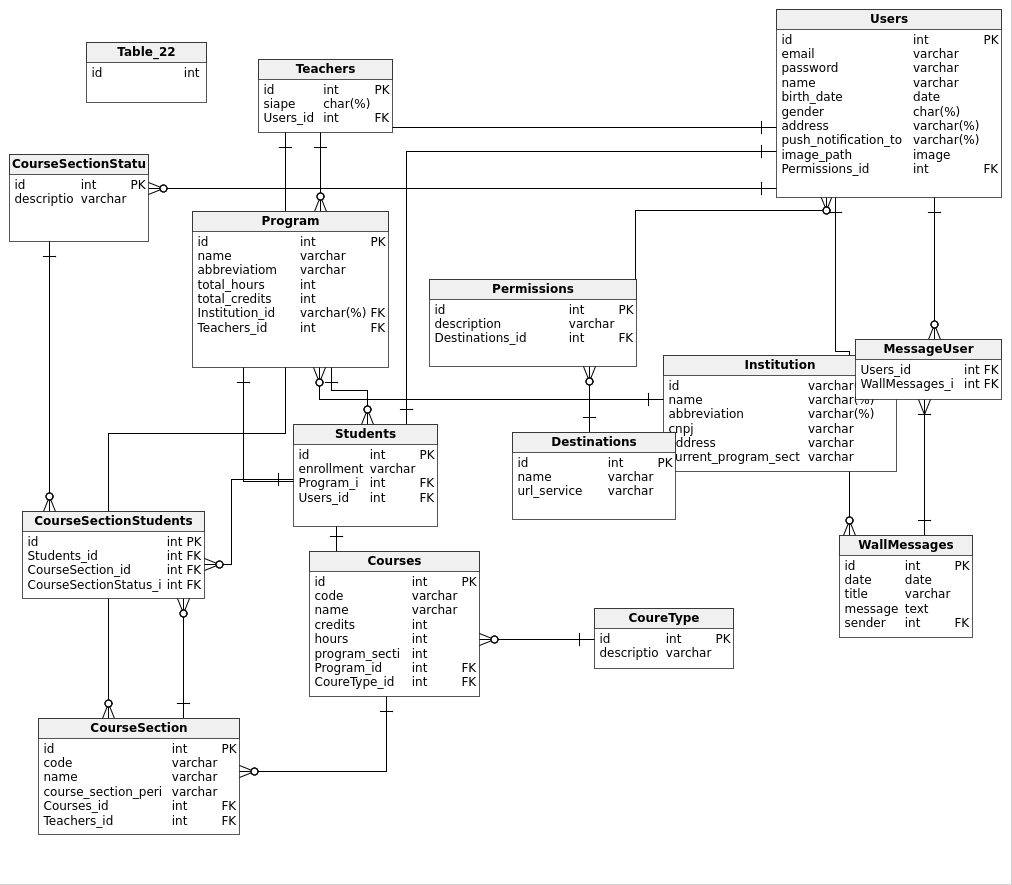 Table_22
id int
Teachers
id int PK
siape char(%)
Users_id int FK
Users
id int PK
email varchar
password varchar
name varchar
birth_date date
gender char(%)
address varchar(%)
push_notification_to varchar(%)
image_path image
Permissions_id int FK
CourseSectionStatu
id int PK
descriptio varchar
Program
id int PK
name varchar
abbreviatiom varchar
total_hours int
total_credits int
Institution_id varchar(%) FK
Teachers_id int FK
Permissions
id int PK
description varchar
Destinations_id int FK
Institution
id varchar
name varchar(%)
abbreviation varchar(%)
cnpj varchar
ddress varchar
urrent_program_sect varchar
MessageUser
Users_id int FK
WallMessages_i int FK
Students
id int PK
enrollment varchar
Program_i int FK
Users_id int FK
Destinations
id int PK
name varchar
url_service varchar
CourseSectionStudents
id int PK
Students_id int FK
CourseSection_id int FK
CourseSectionStatus_i int FK
Courses
id int PK
code varchar
name varchar
credits int
hours int
program_secti int
Program_id int FK
CoureType_id int FK
CoureType
id int PK
descriptio varchar
WallMessages
id int PK
date date
title varchar
message text
sender int FK
CourseSection
id int PK
code varchar
name varchar
course_section_peri varchar
Courses_id int FK
Teachers_id int FK